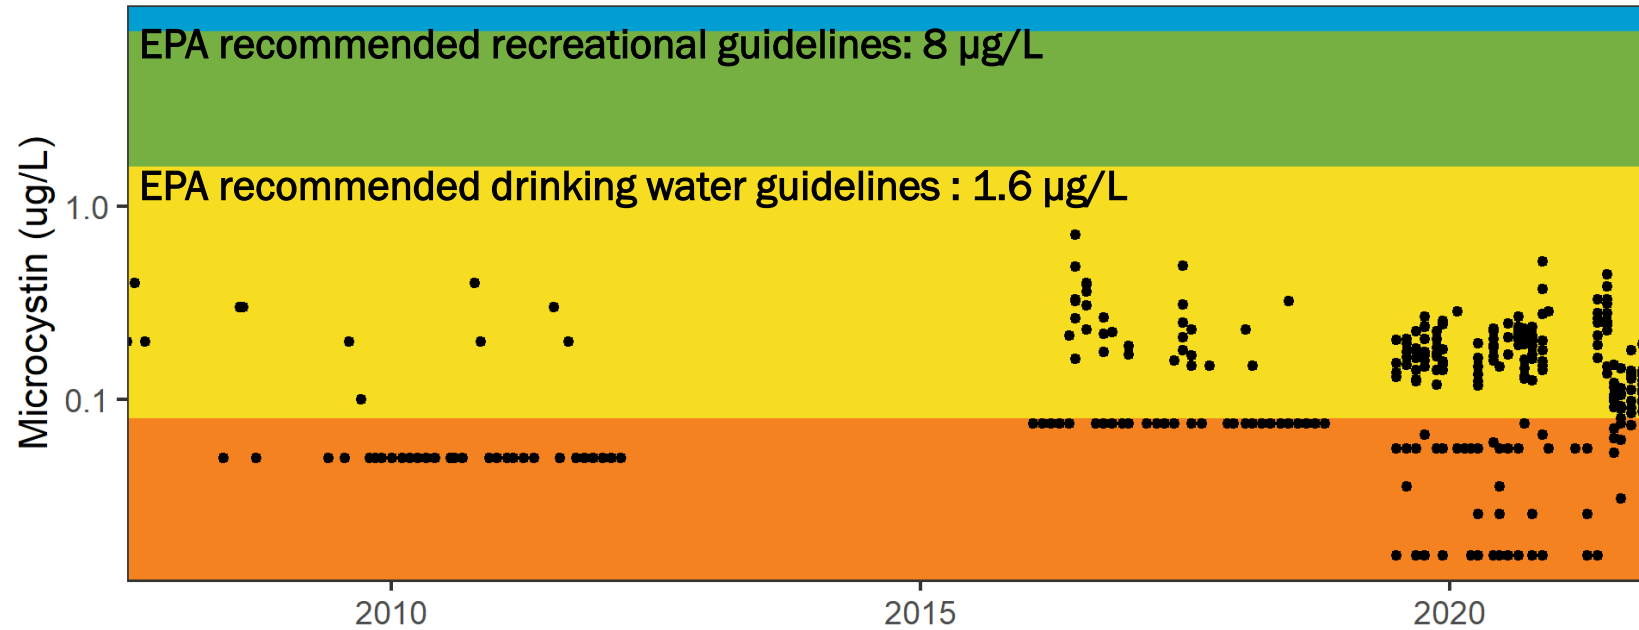 EPA recommended recreational guidelines: 8 µg/L
EPA recommended drinking water guidelines : 1.6 µg/L
Microcystin (ug/L)
1.0
0.1
2010 2015 2020